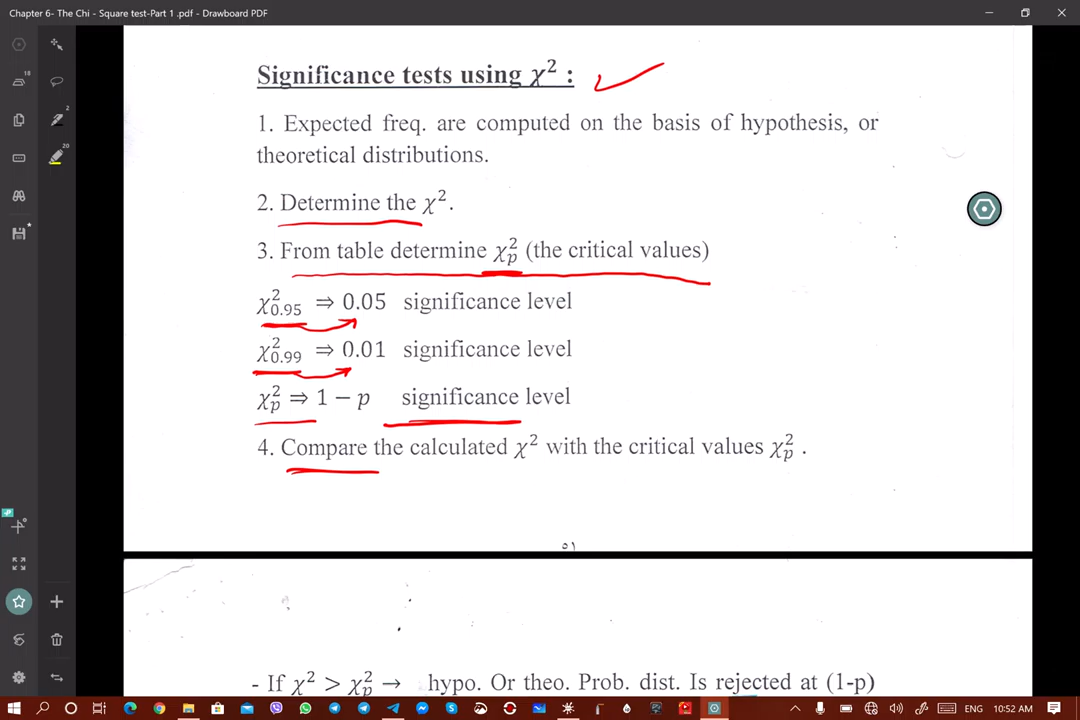 Chapter 6- The Chi - Square test-Part 1 .pdf - Drawboard PDF
Significance tests using χ² :
1. Expected freq. are computed on the basis of hypothesis, or
theoretical distributions.
2. Determine the χ².
3. From table determine χ²ₚ (the critical values)
χ²₀.₉₅ ⇒ 0.05 significance level
χ²₀.₉₉ ⇒ 0.01 significance level
χ²ₚ ⇒ 1 − p significance level
4. Compare the calculated χ² with the critical values χ²ₚ .
٥١
- If χ² > χ²ₚ → hypo. Or theo. Prob. dist. Is rejected at (1-p)
18
2
20
ENG
10:52 AM